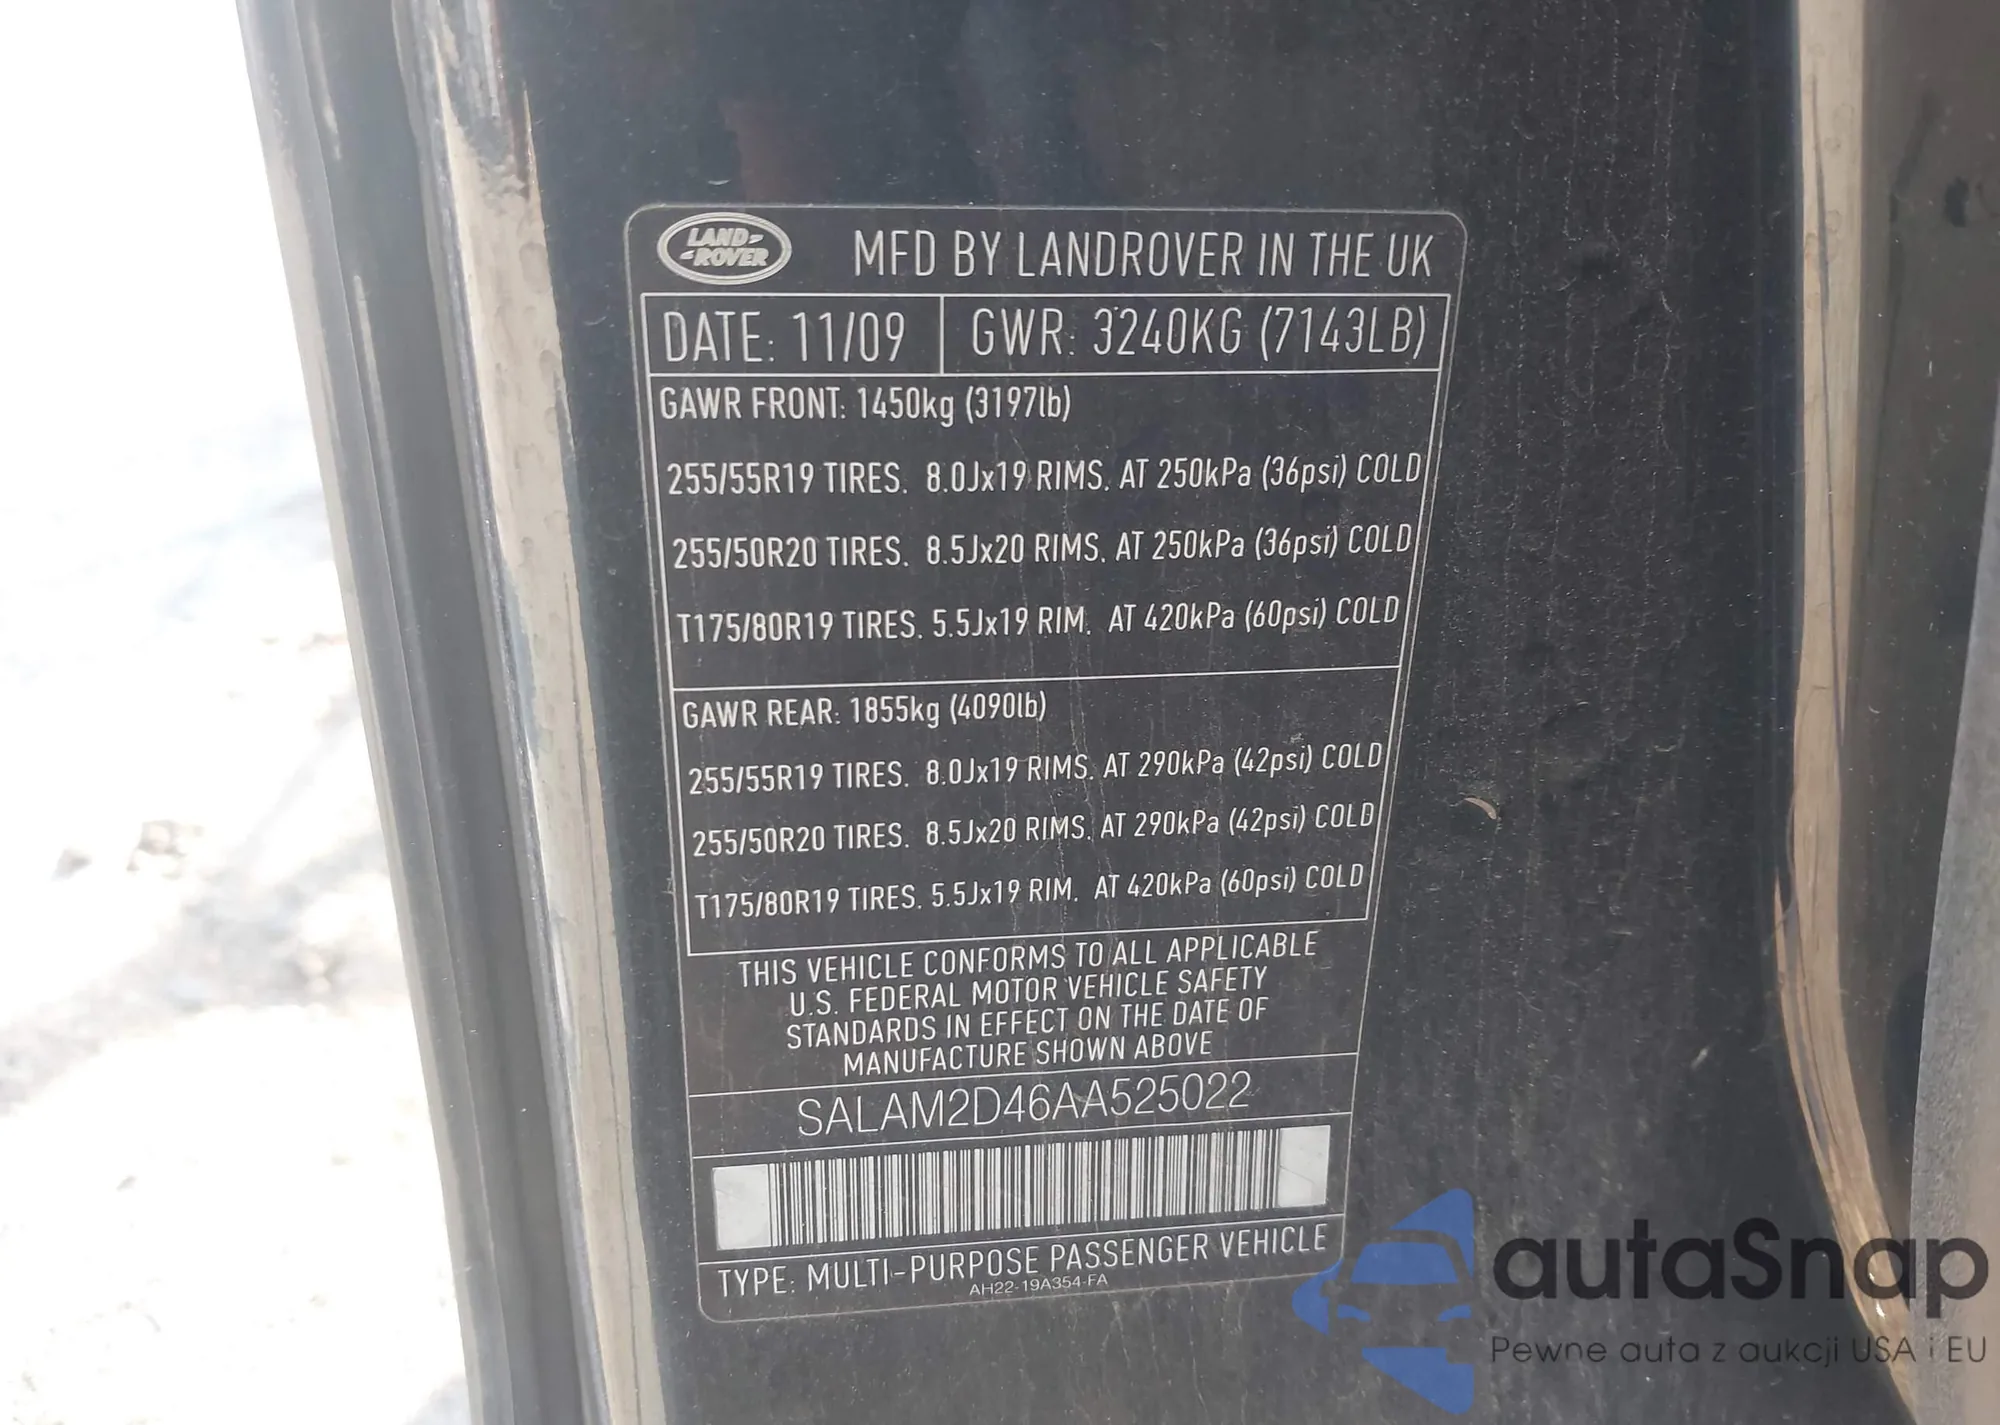 LAND-
-ROVER
MFD BY LANDROVER IN THE UK
DATE: 11/09
GWR: 3240KG (7143LB)
GAWR FRONT: 1450kg (3197lb)
255/55R19 TIRES. 8.0Jx19 RIMS. AT 250kPa (36psi) COLD
255/50R20 TIRES. 8.5Jx20 RIMS. AT 250kPa (36psi) COLD
T175/80R19 TIRES. 5.5Jx19 RIM. AT 420kPa (60psi) COLD
GAWR REAR: 1855kg (4090lb)
255/55R19 TIRES. 8.0Jx19 RIMS. AT 290kPa (42psi) COLD
255/50R20 TIRES. 8.5Jx20 RIMS. AT 290kPa (42psi) COLD
T175/80R19 TIRES. 5.5Jx19 RIM. AT 420kPa (60psi) COLD
THIS VEHICLE CONFORMS TO ALL APPLICABLE
U.S. FEDERAL MOTOR VEHICLE SAFETY
STANDARDS IN EFFECT ON THE DATE OF
MANUFACTURE SHOWN ABOVE
SALAM2D46AA525022
TYPE: MULTI-PURPOSE PASSENGER VEHICLE
AH22-19A354-FA
autaSnap
Pewne auta z aukcji USA i EU